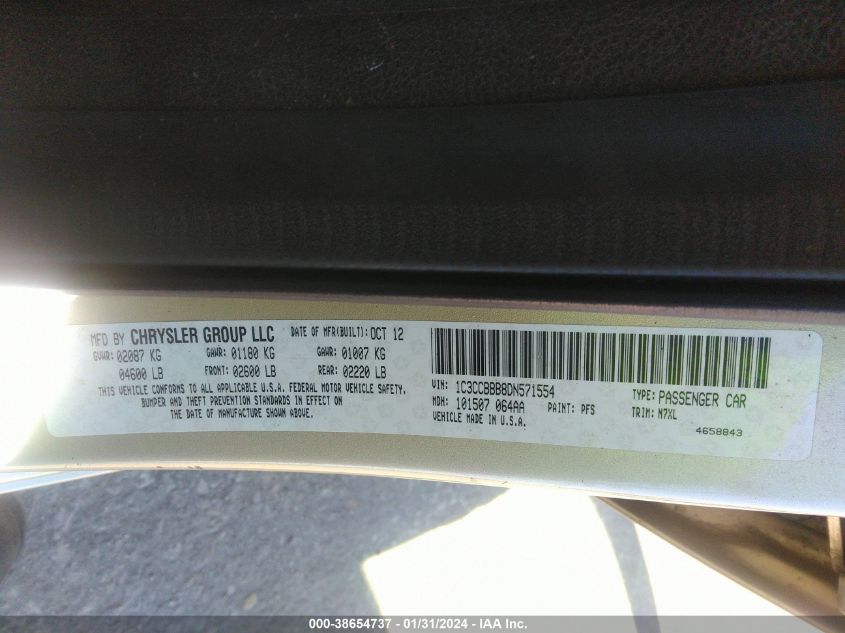 MFD BY CHRYSLER GROUP LLC DATE OF MFR(BUILT): OCT 12
GVWR: 02087 KG GAWR: 01180 KG GAWR: 01007 KG
04600 LB FRONT: 02600 LB REAR: 02220 LB
THIS VEHICLE CONFORMS TO ALL APPLICABLE U.S.A. FEDERAL MOTOR VEHICLE SAFETY,
BUMPER AND THEFT PREVENTION STANDARDS IN EFFECT ON
THE DATE OF MANUFACTURE SHOWN ABOVE.
VIN: 1C3CCBBB8DN571554 TYPE: PASSENGER CAR
MDH: 101507 064AA PAINT: PFS TRIM: N7XL
VEHICLE MADE IN U.S.A. 4658843
000-38654737 - 01/31/2024 - IAA Inc.